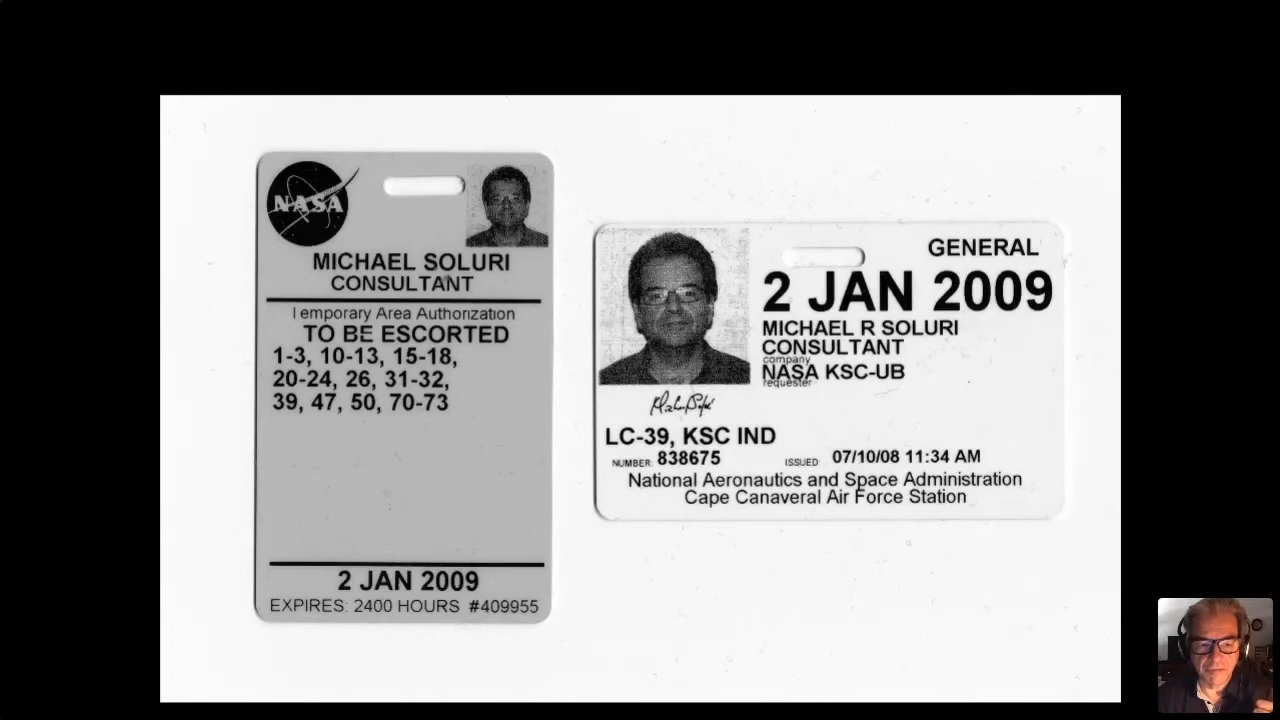 NASA
MICHAEL SOLURI
CONSULTANT
Temporary Area Authorization
TO BE ESCORTED
1-3, 10-13, 15-18,
20-24, 26, 31-32,
39, 47, 50, 70-73
2 JAN 2009
EXPIRES: 2400 HOURS #409955
GENERAL
2 JAN 2009
MICHAEL R SOLURI
CONSULTANT
company
NASA KSC-UB
requester
LC-39, KSC IND
NUMBER: 838675
ISSUED: 07/10/08 11:34 AM
National Aeronautics and Space Administration
Cape Canaveral Air Force Station